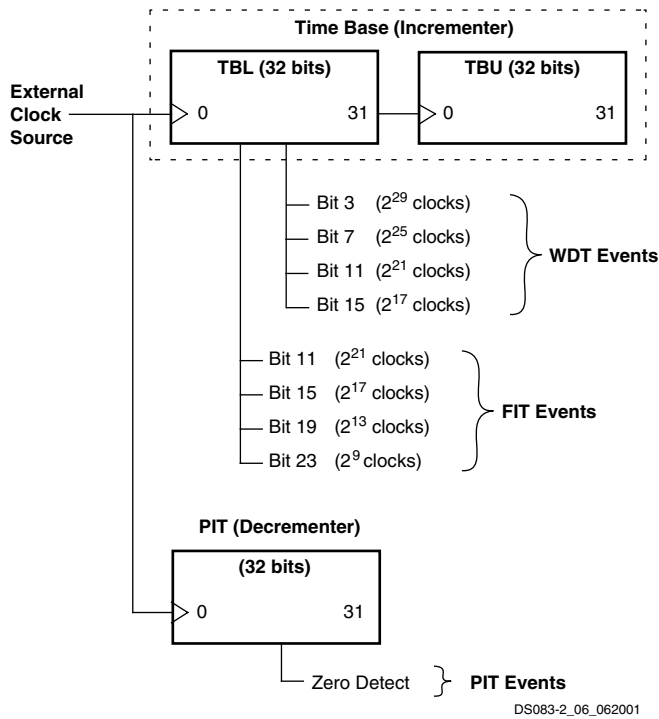 Time Base (Incrementer)
TBL (32 bits)
TBU (32 bits)
External
Clock
Source
0 31
0 31
Bit 3 (2^29 clocks)
Bit 7 (2^25 clocks)
Bit 11 (2^21 clocks)
Bit 15 (2^17 clocks)
WDT Events
Bit 11 (2^21 clocks)
Bit 15 (2^17 clocks)
Bit 19 (2^13 clocks)
Bit 23 (2^9 clocks)
FIT Events
PIT (Decrementer)
(32 bits)
0 31
Zero Detect
PIT Events
DS083-2_06_062001